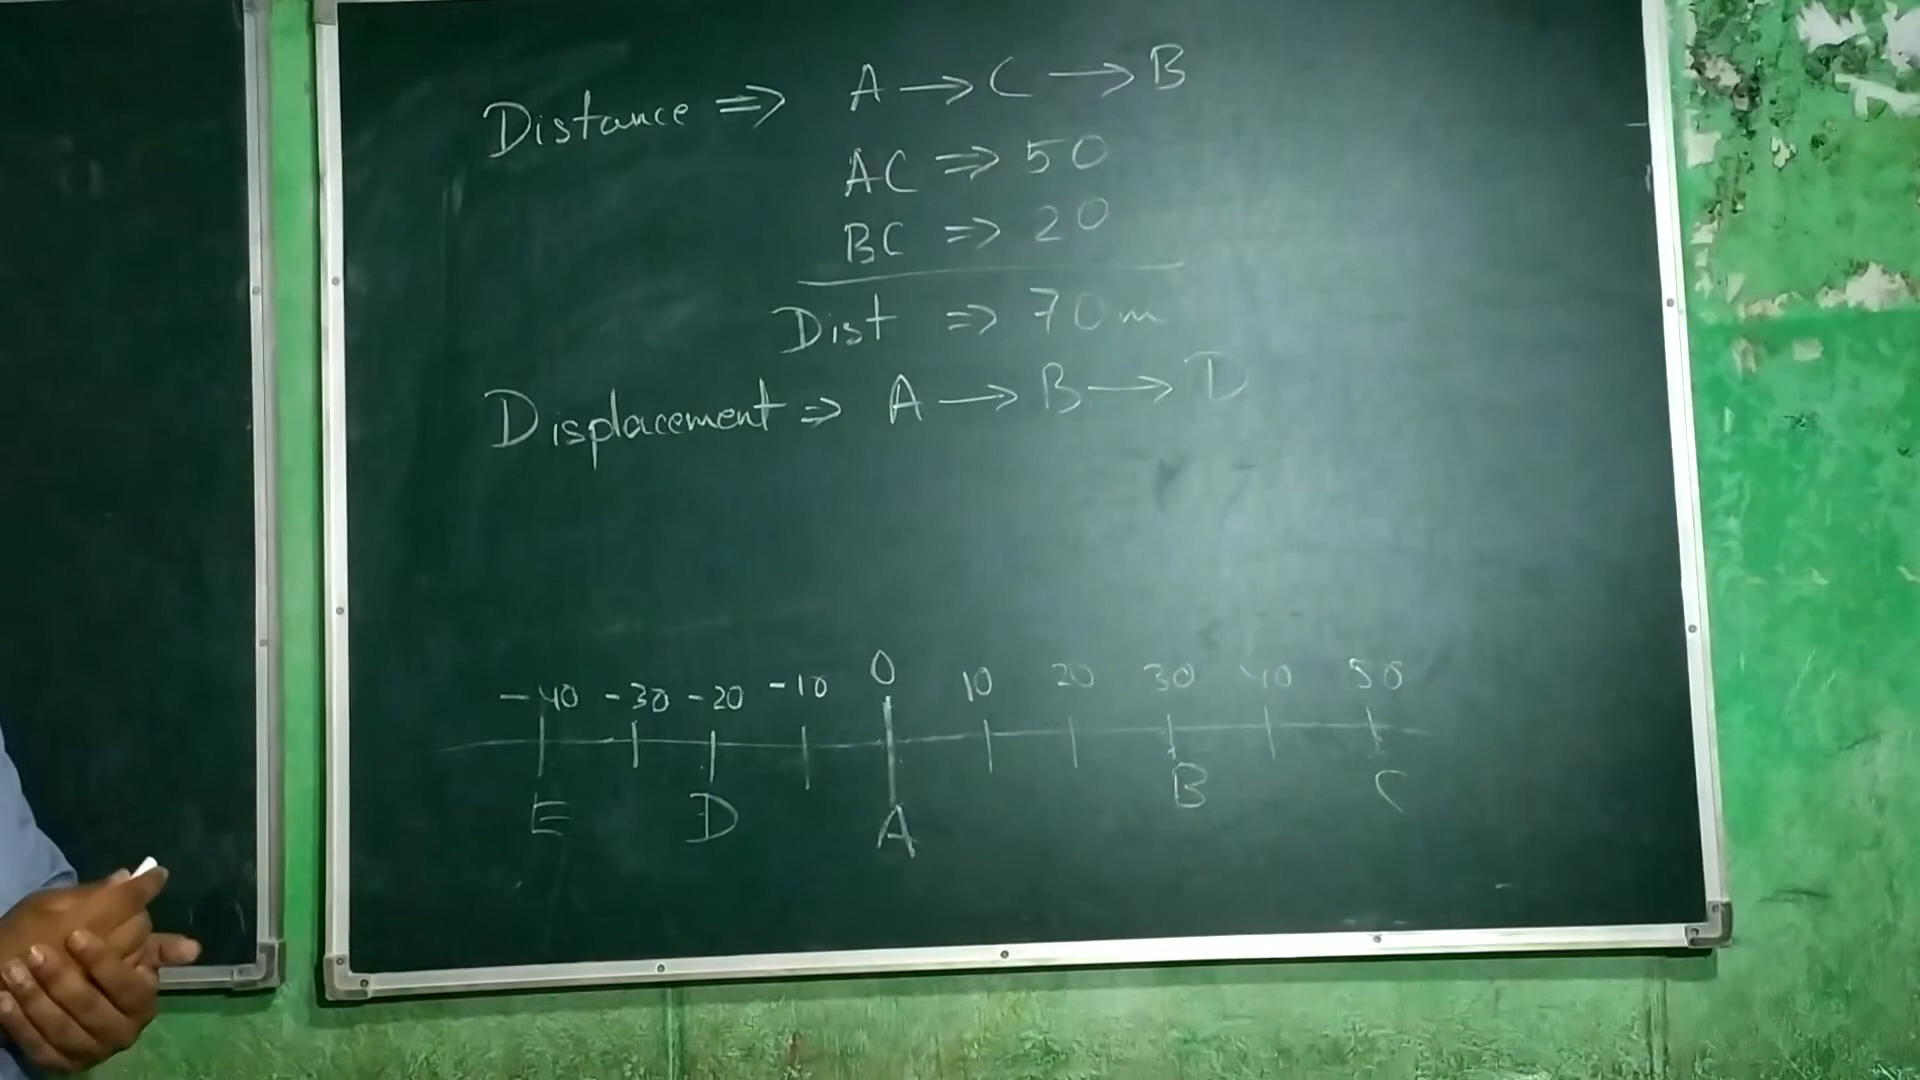 Distance ⇒ A → C → B
AC ⇒ 50
BC ⇒ 20
Dist ⇒ 70m
Displacement ⇒ A → B → D
-40 -30 -20 -10 0 10 20 30 40 50
E D A B C